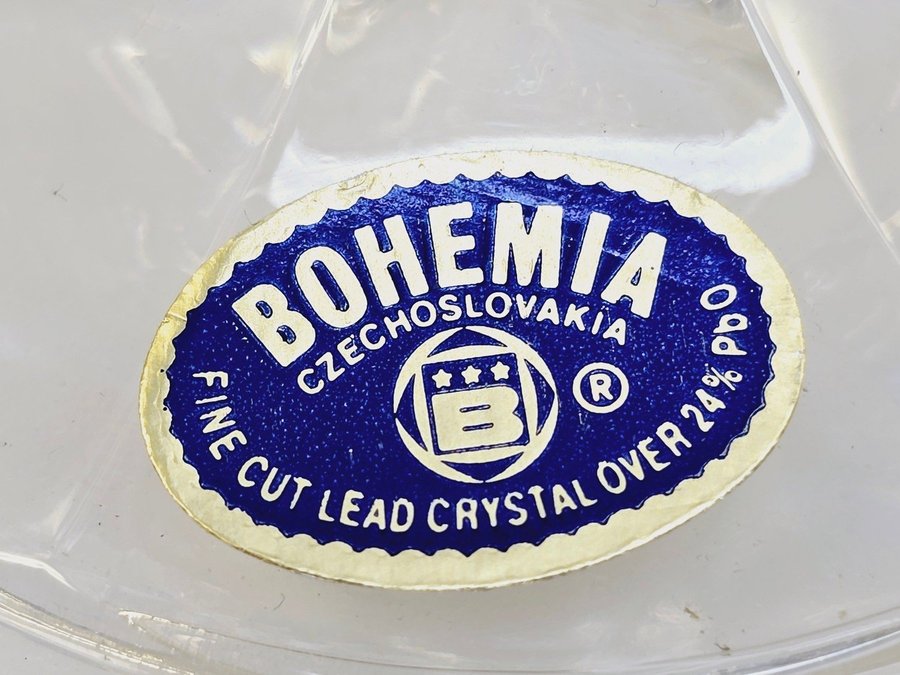 BOHEMIA
CZECHOSLOVAKIA
B
®
FINE CUT LEAD CRYSTAL OVER 24% PbO